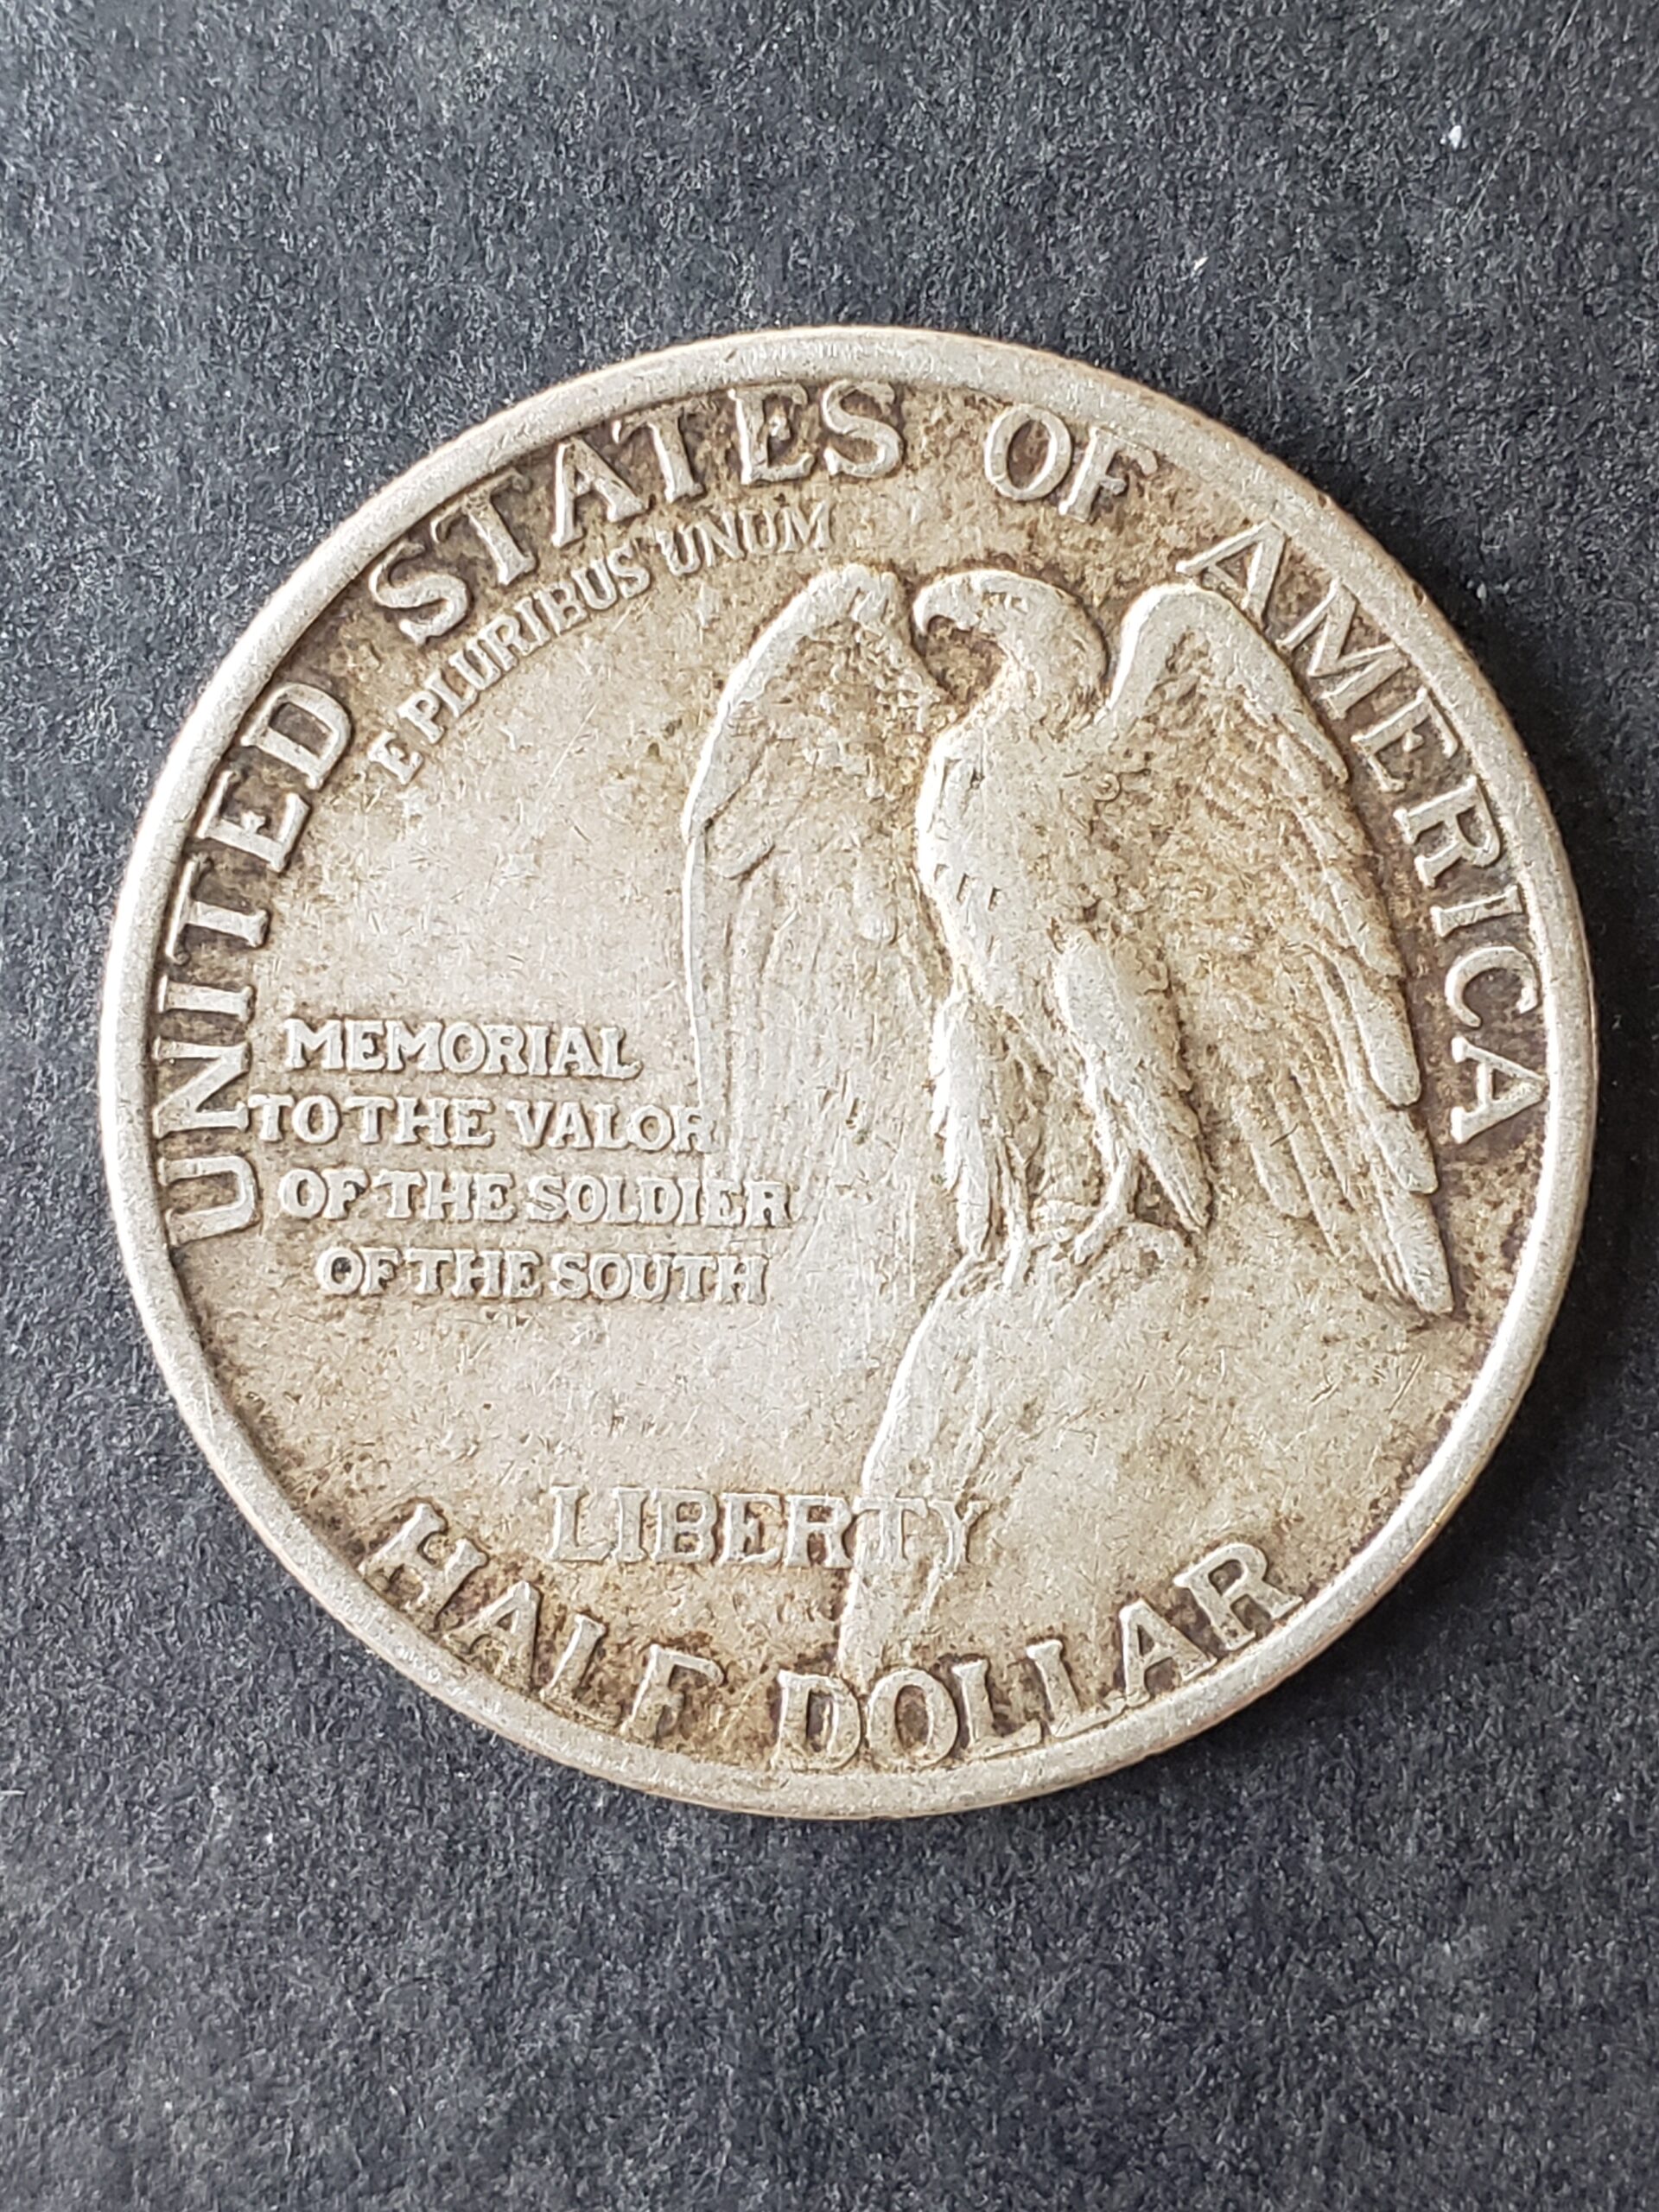 UNITED STATES OF AMERICA
E PLURIBUS UNUM
MEMORIAL
TO THE VALOR
OF THE SOLDIER
OF THE SOUTH
LIBERTY
HALF DOLLAR